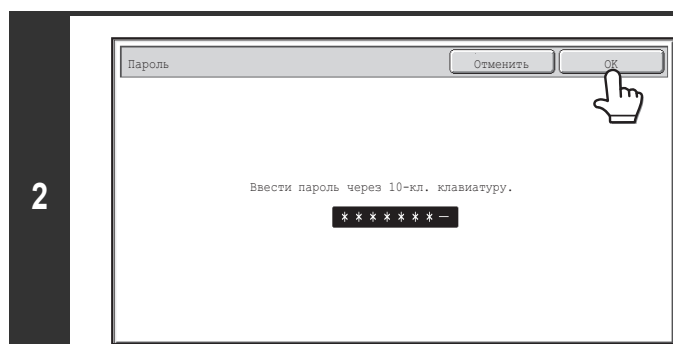 2
Пароль
Отменить
OK
Ввести пароль через 10-кл. клавиатуру.
*******–